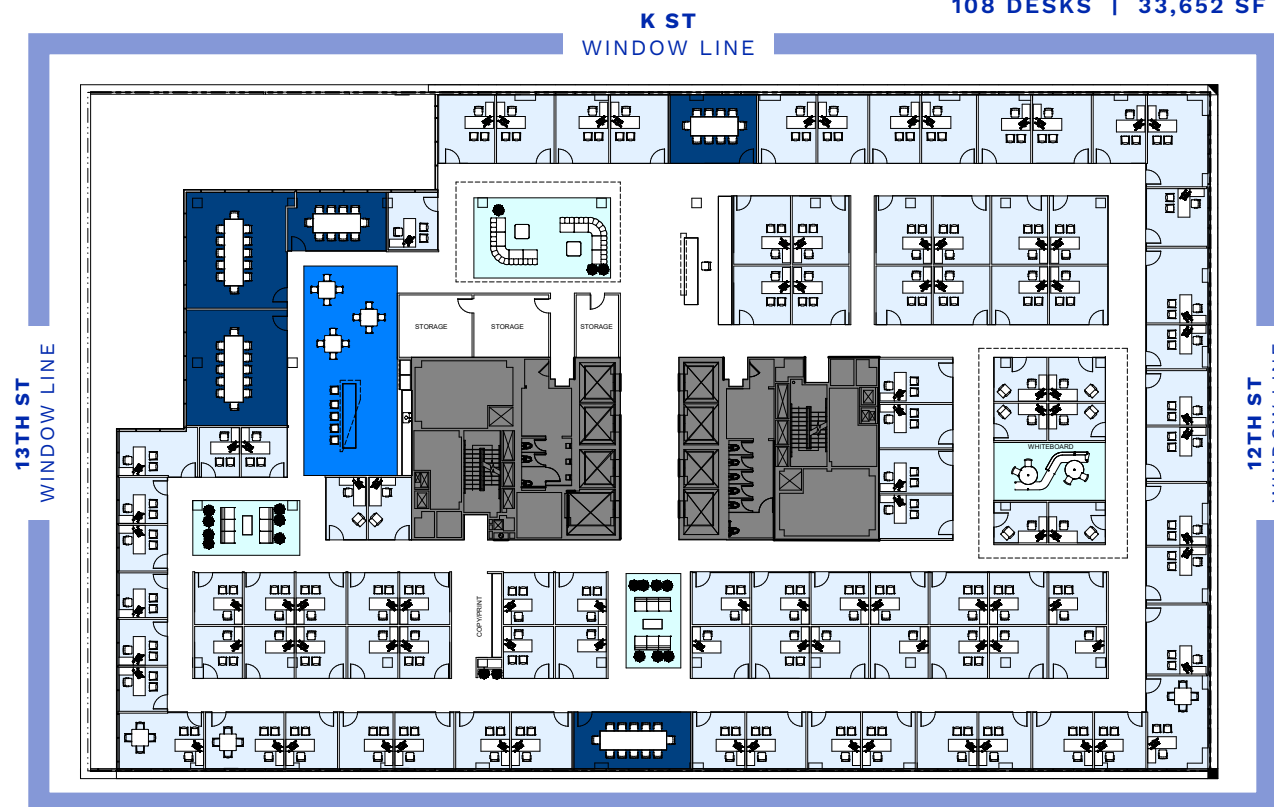 108 DESKS | 33,652 SF
K ST
WINDOW LINE
STORAGE
STORAGE
STORAGE
13TH ST
WINDOW LINE
12TH ST
WHITEBOARD
COPY/PRINT